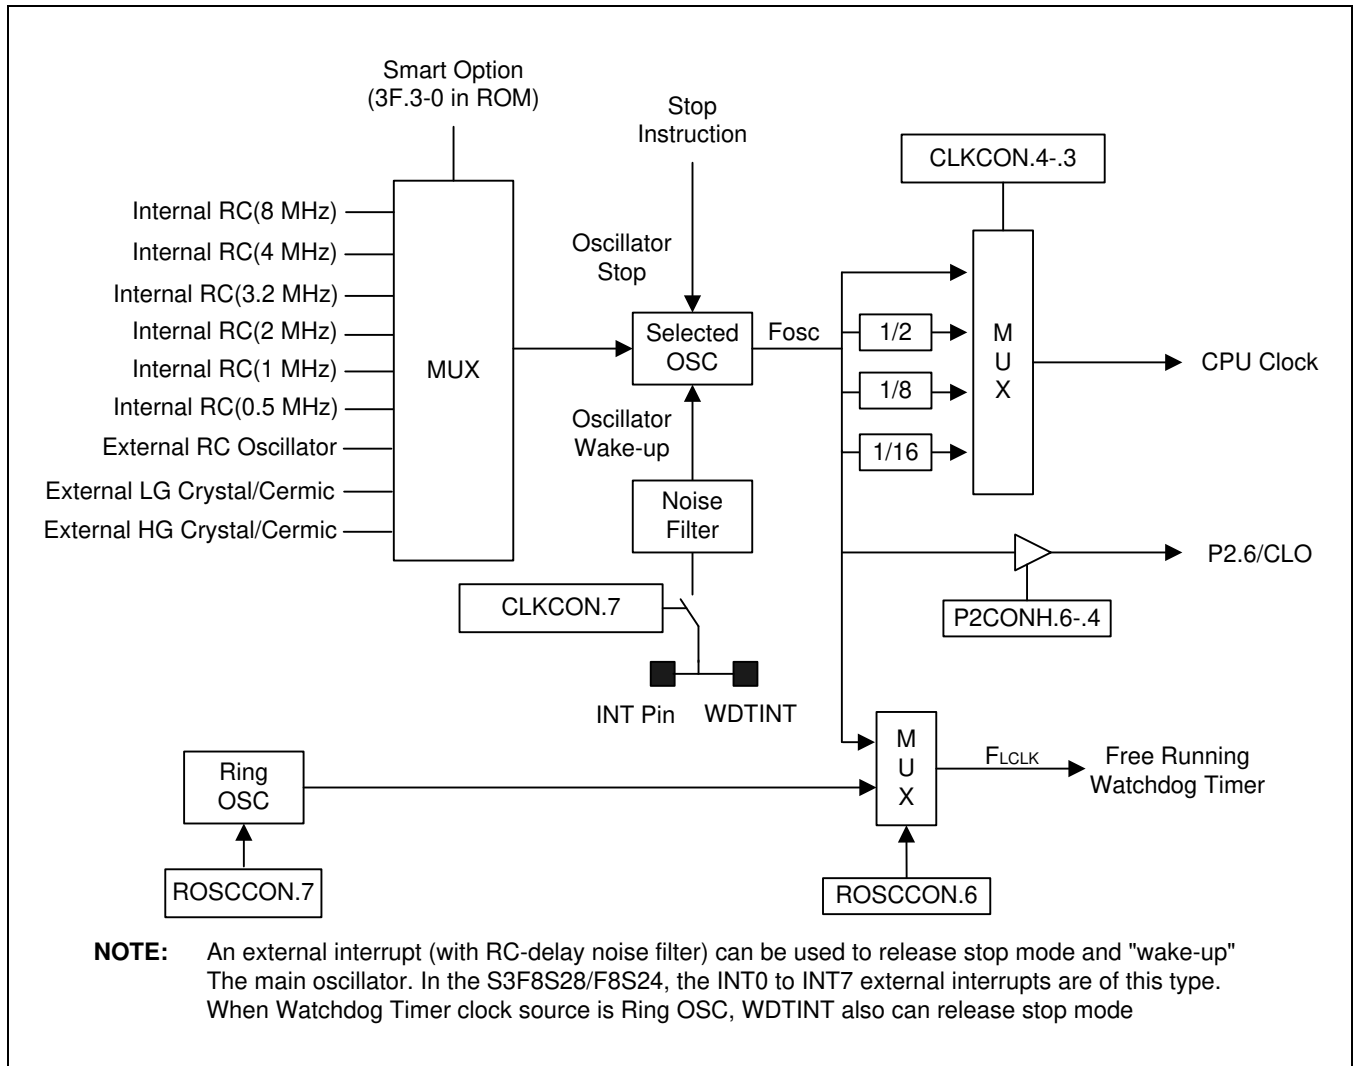 Smart Option
(3F.3-0 in ROM)
Stop
Instruction
CLKCON.4-.3
Internal RC(8 MHz)
Internal RC(4 MHz)
Internal RC(3.2 MHz)
Internal RC(2 MHz)
Internal RC(1 MHz)
Internal RC(0.5 MHz)
External RC Oscillator
External LG Crystal/Cermic
External HG Crystal/Cermic
MUX
Oscillator
Stop
Selected
OSC
Fosc
1/2
1/8
1/16
M
U
X
CPU Clock
Oscillator
Wake-up
Noise
Filter
P2.6/CLO
CLKCON.7
P2CONH.6-.4
INT Pin
WDTINT
Ring
OSC
M
U
X
FLCLK
Free Running
Watchdog Timer
ROSCCON.7
ROSCCON.6
NOTE: An external interrupt (with RC-delay noise filter) can be used to release stop mode and "wake-up"
The main oscillator. In the S3F8S28/F8S24, the INT0 to INT7 external interrupts are of this type.
When Watchdog Timer clock source is Ring OSC, WDTINT also can release stop mode